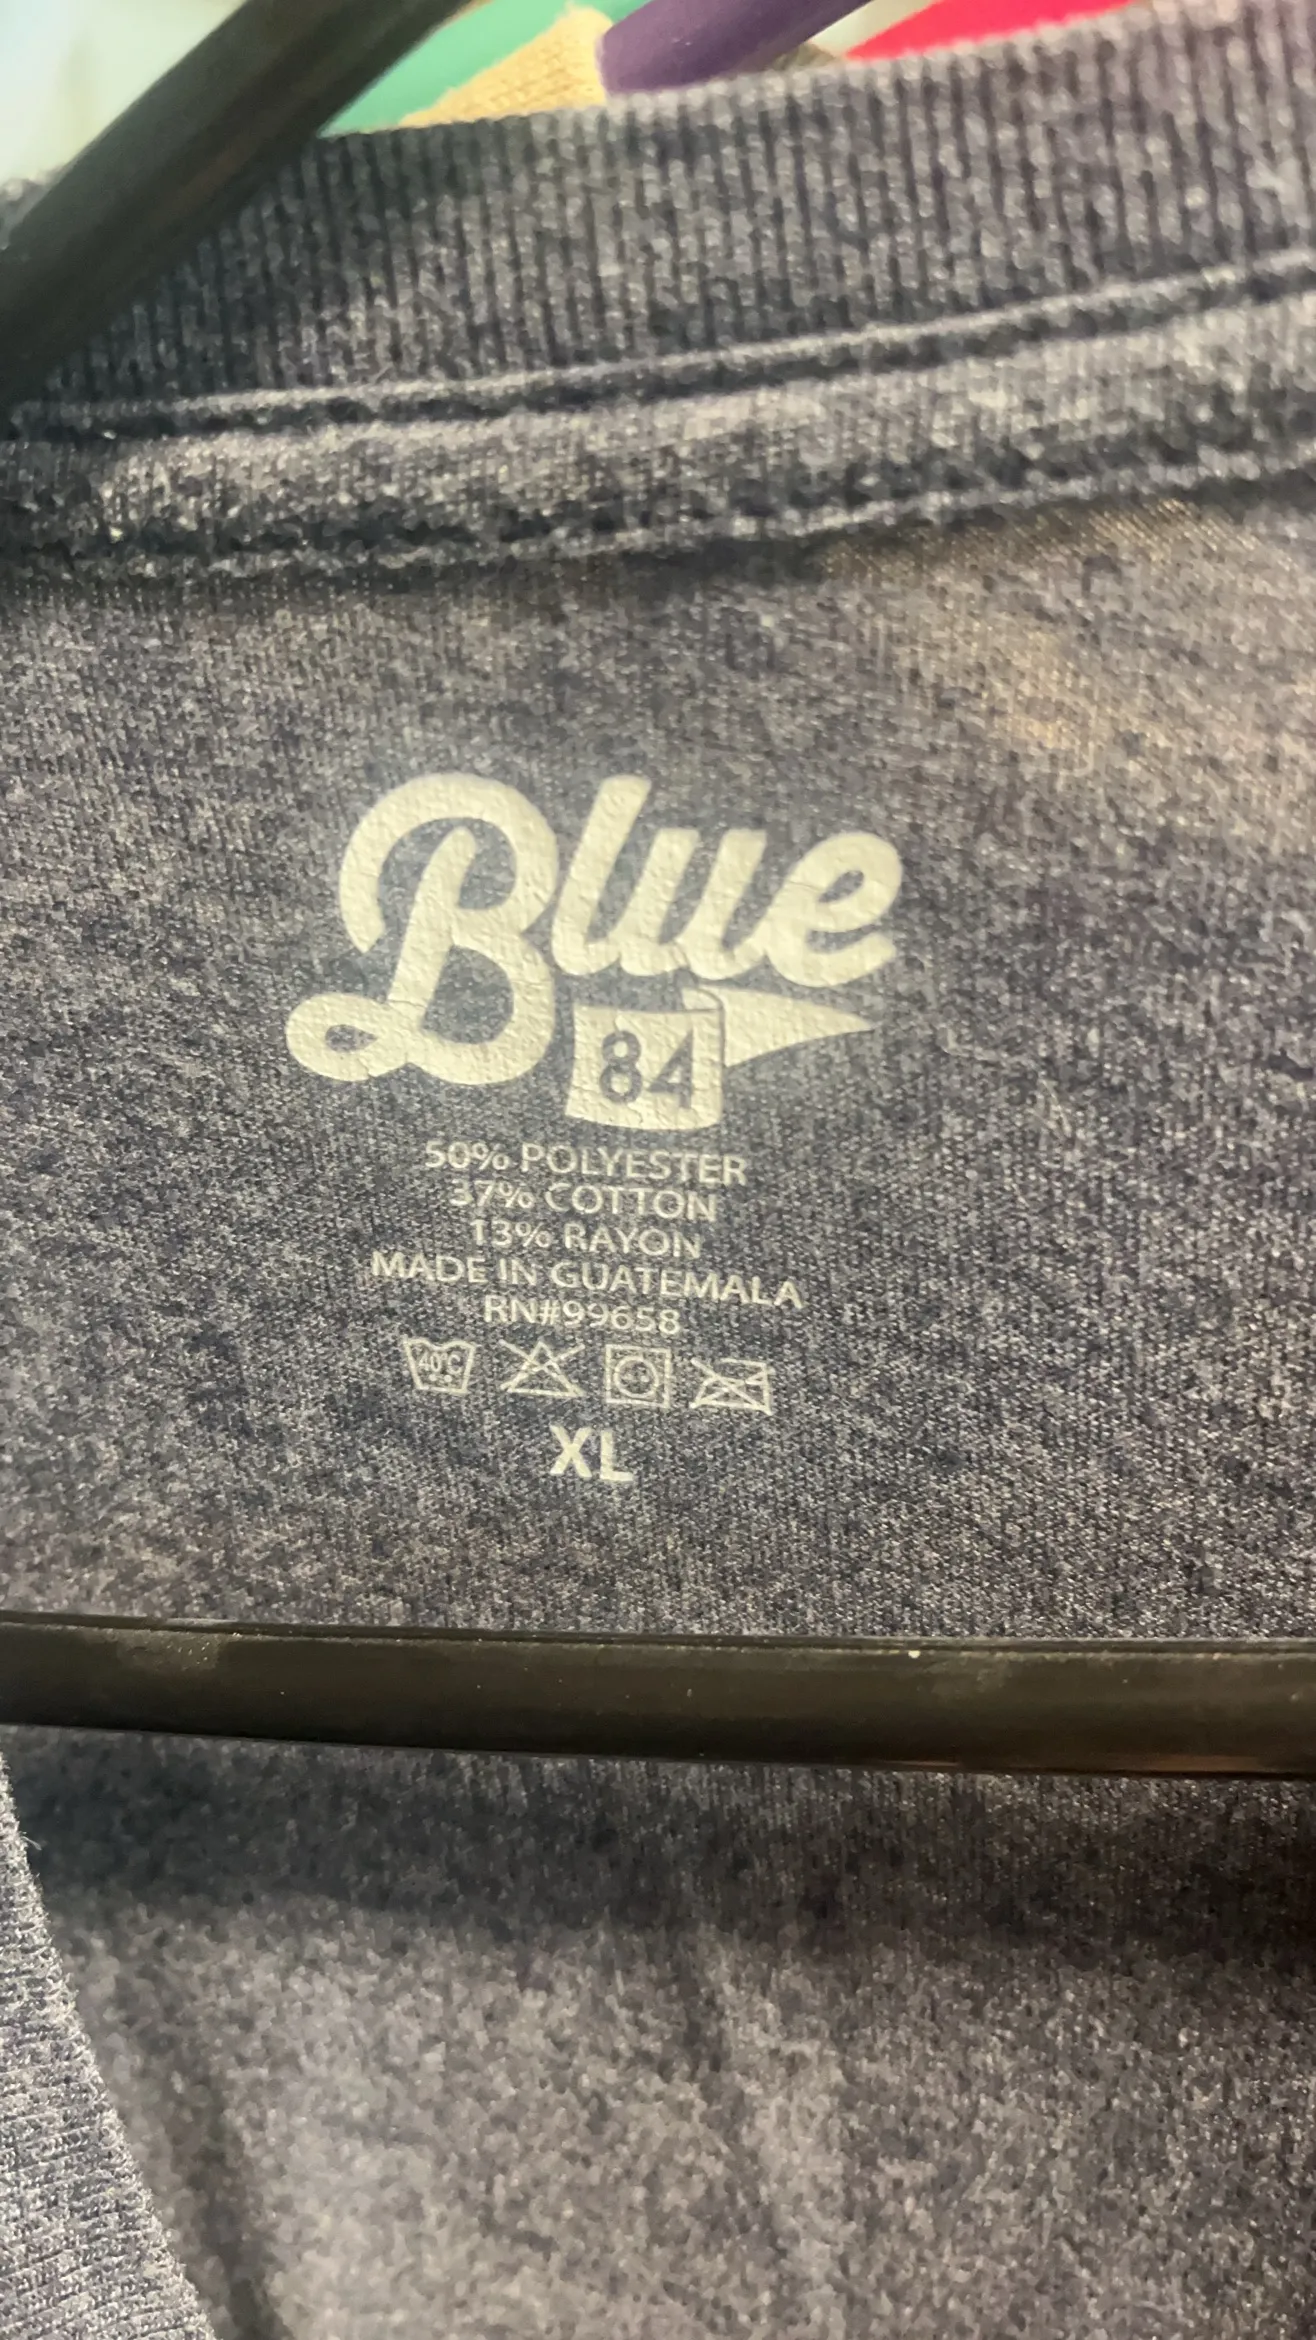 Blue
84
50% POLYESTER
37% COTTON
13% RAYON
MADE IN GUATEMALA
RN#99658
40°C
XL